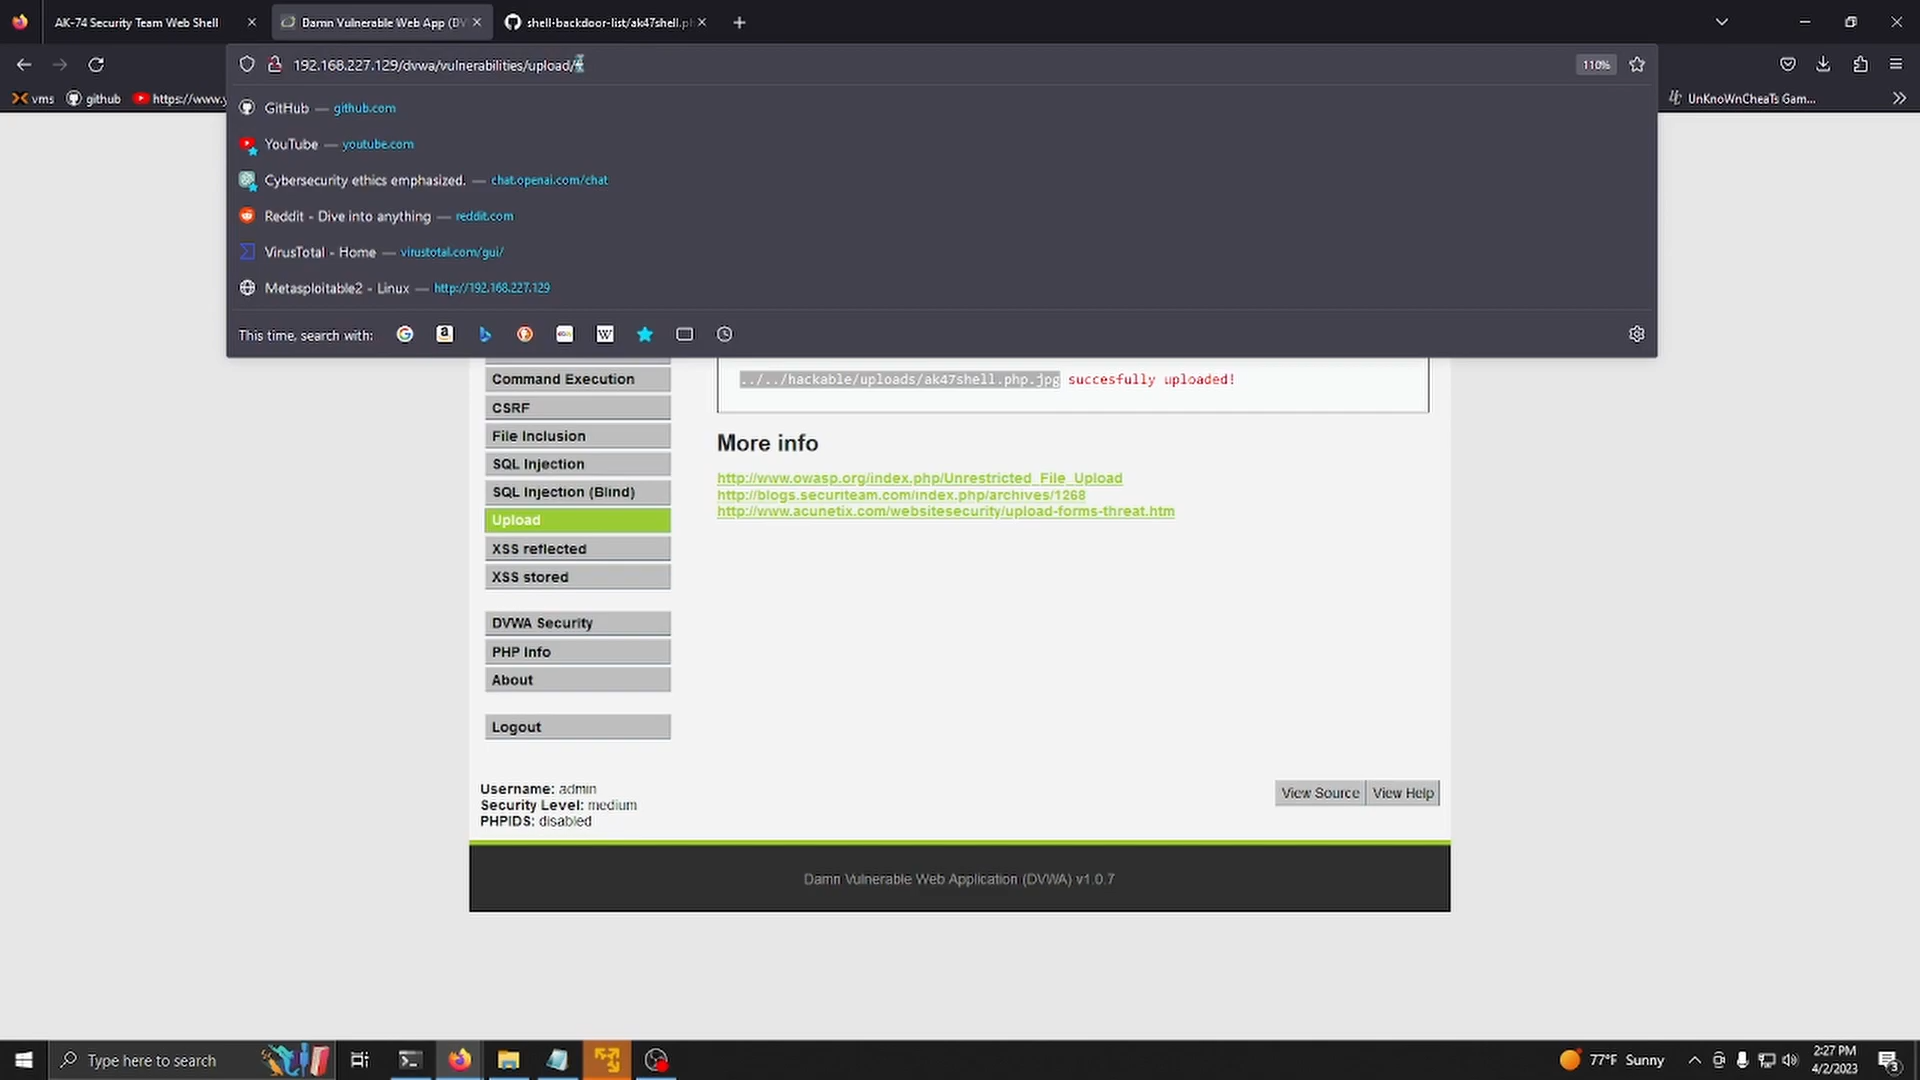 AK-74 Security Team Web Shell
Damn Vulnerable Web App (DV
shell-backdoor-list/ak47shell.ph
192.168.227.129/dvwa/vulnerabilities/upload/
110%
vms
github
https://www.y
UnKnoWnCheaTs Gam...
GitHub — github.com
YouTube — youtube.com
Cybersecurity ethics emphasized. — chat.openai.com/chat
Reddit - Dive into anything — reddit.com
VirusTotal - Home — virustotal.com/gui/
Metasploitable2 - Linux — http://192.168.227.129
This time, search with:
../../hackable/uploads/ak47shell.php.jpg succesfully uploaded!
Command Execution
CSRF
File Inclusion
SQL Injection
SQL Injection (Blind)
Upload
XSS reflected
XSS stored
DVWA Security
PHP Info
About
Logout
More info
http://www.owasp.org/index.php/Unrestricted_File_Upload
http://blogs.securiteam.com/index.php/archives/1268
http://www.acunetix.com/websitesecurity/upload-forms-threat.htm
Username: admin
Security Level: medium
PHPIDS: disabled
View Source
View Help
Damn Vulnerable Web Application (DVWA) v1.0.7
Type here to search
77°F Sunny
2:27 PM
4/2/2023
3